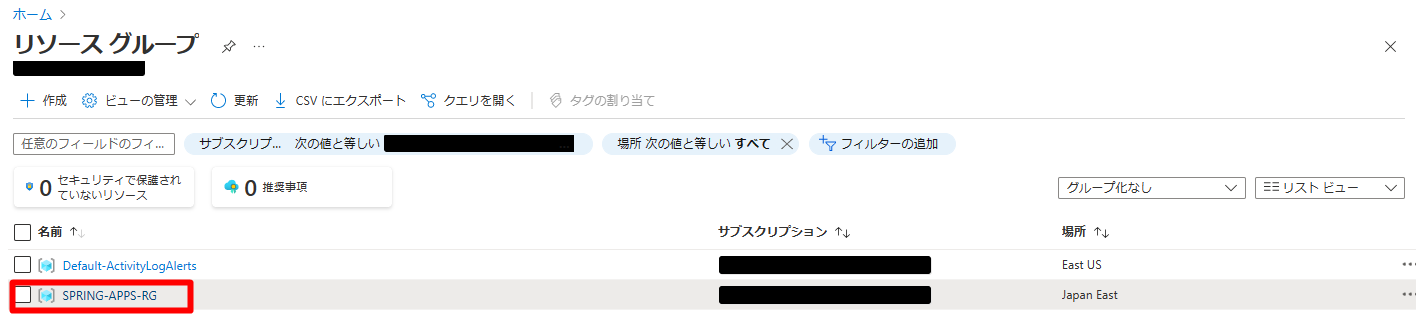 ホーム >
リソース グループ ...
+ 作成 ビューの管理 更新 CSV にエクスポート クエリを開く タグの割り当て
任意のフィールドのフィ... サブスクリプ... 次の値と等しい ... 場所 次の値と等しい すべて フィルターの追加
0 セキュリティで保護され
ていないリソース
0 推奨事項
グループ化なし リスト ビュー
名前 ↑↓ サブスクリプション ↑↓ 場所 ↑↓
Default-ActivityLogAlerts East US ...
SPRING-APPS-RG Japan East ...